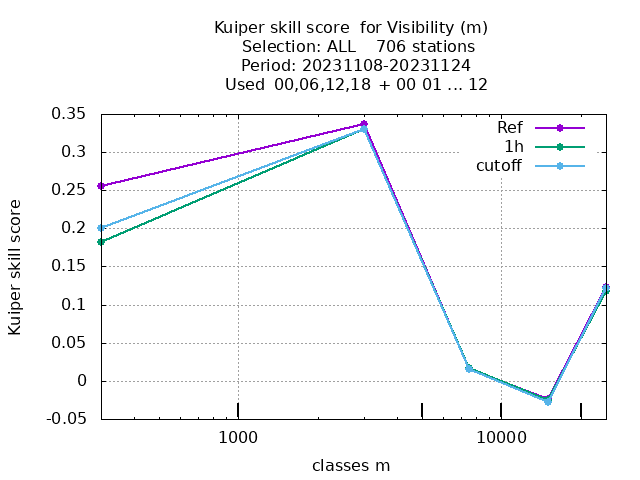 Kuiper skill score  for Visibility (m)
Selection: ALL    706 stations
Period: 20231108-20231124
Used  00,06,12,18  + 00 01 ... 12
Ref
1h
cutoff
Kuiper skill score
0.35
0.3
0.25
0.2
0.15
0.1
0.05
0
-0.05
1000
10000
classes m